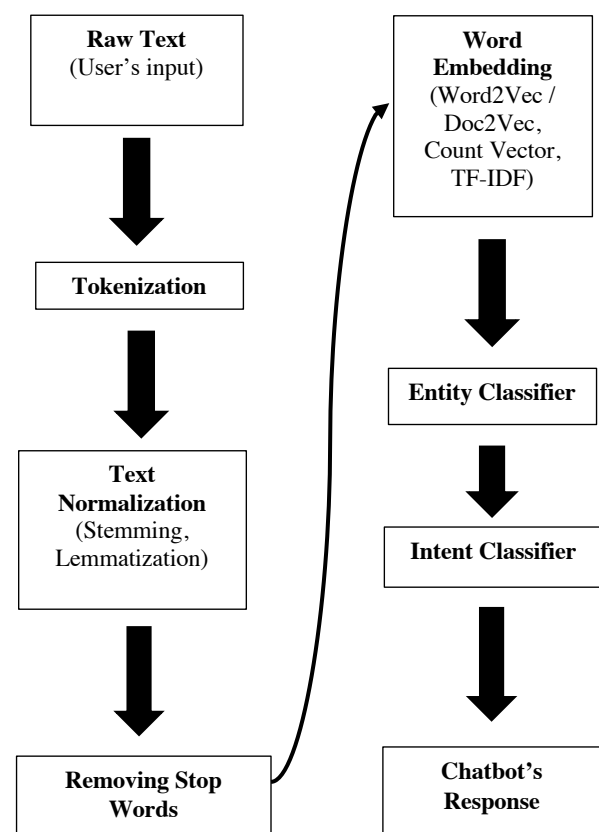 Raw Text
(User's input)
Tokenization
Text
Normalization
(Stemming,
Lemmatization)
Removing Stop
Words
Word
Embedding
(Word2Vec /
Doc2Vec,
Count Vector,
TF-IDF)
Entity Classifier
Intent Classifier
Chatbot's
Response